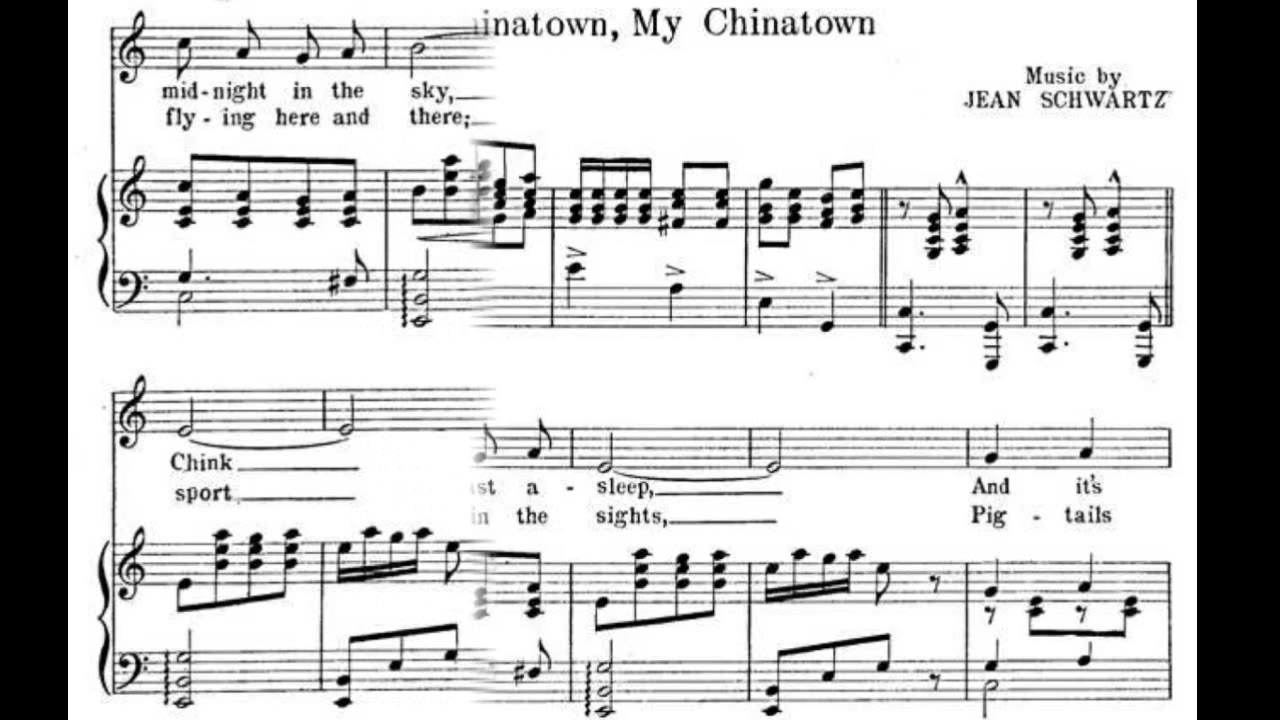 inatown, My Chinatown
Music by
JEAN SCHWARTZ
mid-night in the sky,
fly - ing here and there;
Chink
sport
a - sleep, And it's
in the sights, Pig - tails